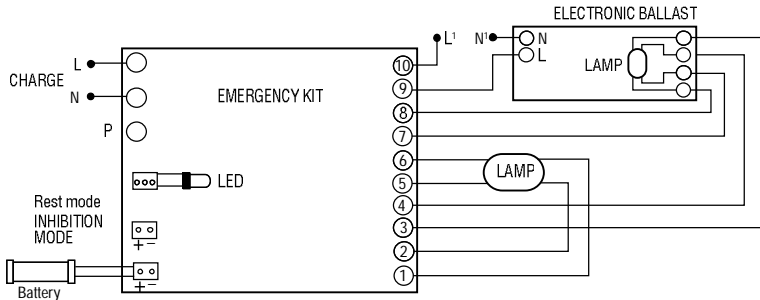 ELECTRONIC BALLAST
L¹
N¹
N
L
LAMP
L
CHARGE
N
P
EMERGENCY KIT
10
9
8
7
6
5
4
3
2
1
LAMP
LED
Rest mode
INHIBITION
MODE
+ −
+ −
Battery